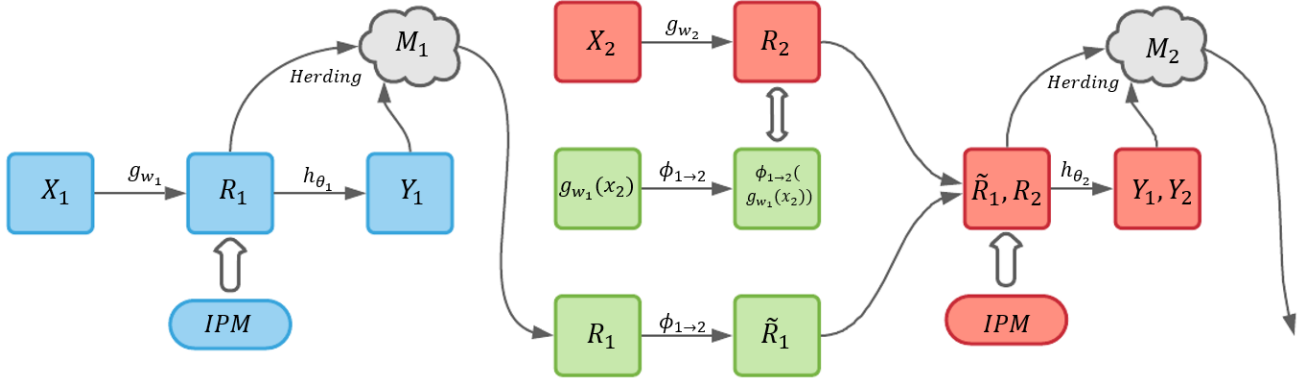 X₁
g_{w₁}
R₁
h_{θ₁}
Y₁
Herding
M₁
IPM
X₂
g_{w₂}
R₂
g_{w₁}(x₂)
ϕ_{1→2}
ϕ_{1→2}(
g_{w₁}(x₂))
R₁
ϕ_{1→2}
R̃₁
R̃₁, R₂
h_{θ₂}
Y₁, Y₂
Herding
M₂
IPM